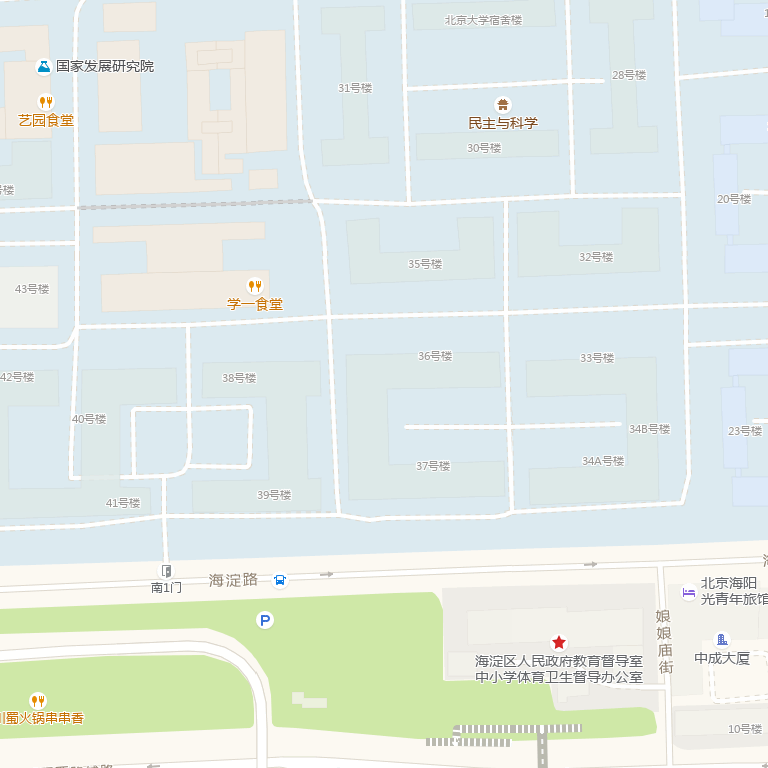 北京大学宿舍楼
国家发展研究院
28号楼
31号楼
艺园食堂
民主与科学
30号楼
号楼
20号楼
32号楼
35号楼
43号楼
学一食堂
36号楼
33号楼
42号楼
38号楼
40号楼
34B号楼
23号楼
37号楼
34A号楼
39号楼
41号楼
南1门
海淀路
P
北京海阳
光青年旅馆
娘娘庙街
海淀区人民政府教育督导室
中小学体育卫生督导办公室
中成大厦
蜀火锅串串香
10号楼